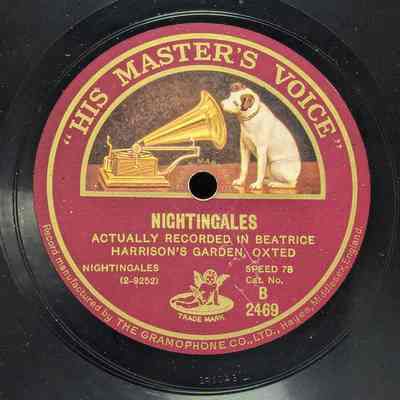 "HIS MASTER'S VOICE"
NIGHTINGALES
ACTUALLY RECORDED IN BEATRICE
HARRISON'S GARDEN, OXTED
NIGHTINGALES
(2-9252)
SPEED 78
Cat. No.
B
2469
TRADE MARK.
Record manufactured by THE GRAMOPHONE CO., LTD., Hayes, Middlesex, England.